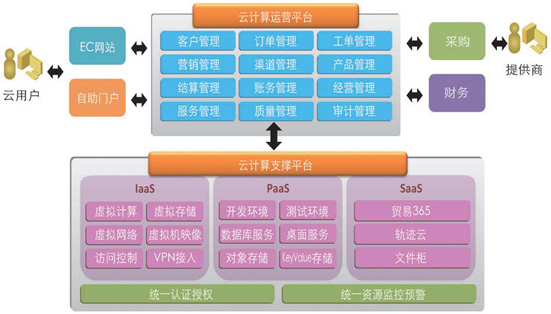 云计算运营平台
EC网站
客户管理 订单管理 工单管理
采购
营销管理 渠道管理 产品管理
云用户
提供商
自助门户
结算管理 账务管理 经营管理
财务
服务管理 质量管理 审计管理
云计算支撑平台
IaaS PaaS SaaS
虚拟计算 虚拟存储 开发环境 测试环境 贸易365
虚拟网络 虚拟机映像 数据库服务 桌面服务 轨迹云
访问控制 VPN接入 对象存储 KeyValue存储 文件柜
统一认证授权 统一资源监控预警